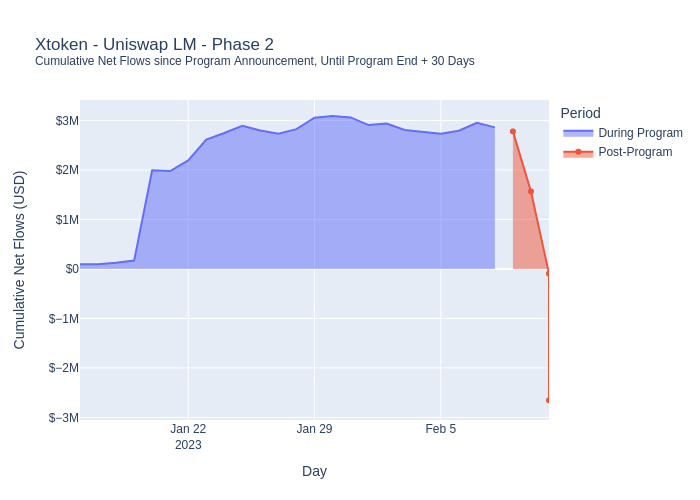 Xtoken - Uniswap LM - Phase 2
Cumulative Net Flows since Program Announcement, Until Program End + 30 Days
Period
During Program
Post-Program
Cumulative Net Flows (USD)
$3M
$2M
$1M
$0
$−1M
$−2M
$−3M
Jan 22
2023
Jan 29
Feb 5
Day